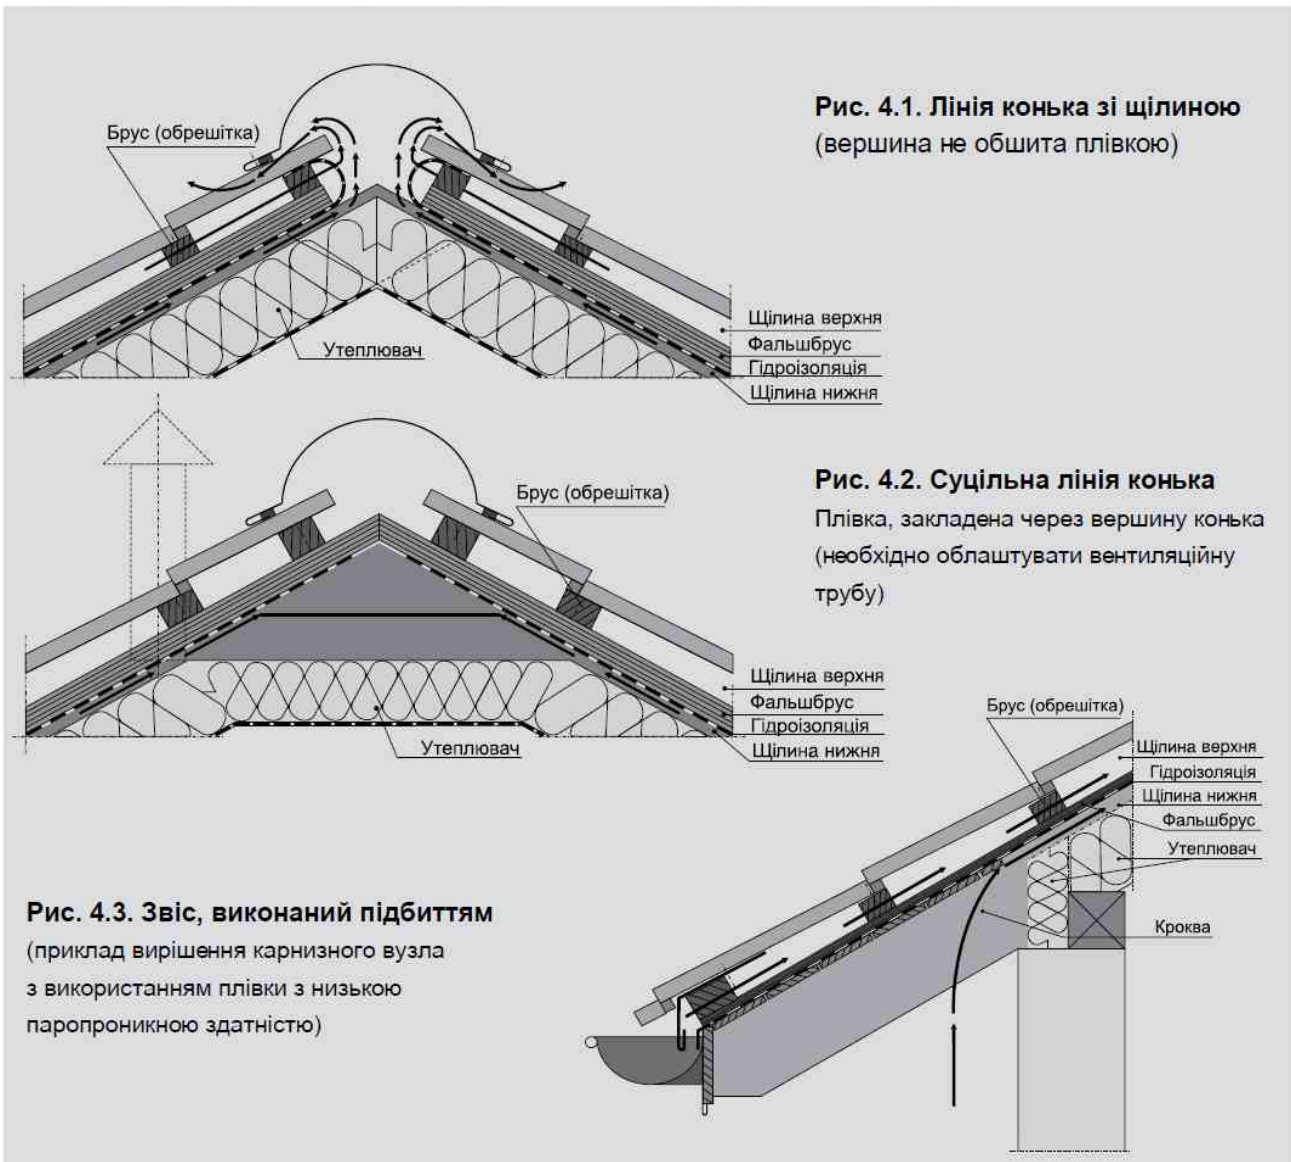 Рис. 4.1. Лінія конька зі щілиною
(вершина не обшита плівкою)
Брус (обрешітка)
Утеплювач
Щілина верхня
Фальшбрус
Гідроізоляція
Щілина нижня
Рис. 4.2. Суцільна лінія конька
Плівка, закладена через вершину конька
(необхідно облаштувати вентиляційну
трубу)
Брус (обрешітка)
Утеплювач
Щілина верхня
Фальшбрус
Гідроізоляція
Щілина нижня
Рис. 4.3. Звіс, виконаний підбиттям
(приклад вирішення карнизного вузла
з використанням плівки з низькою
паропроникною здатністю)
Брус (обрешітка)
Щілина верхня
Гідроізоляція
Щілина нижня
Фальшбрус
Утеплювач
Кроква